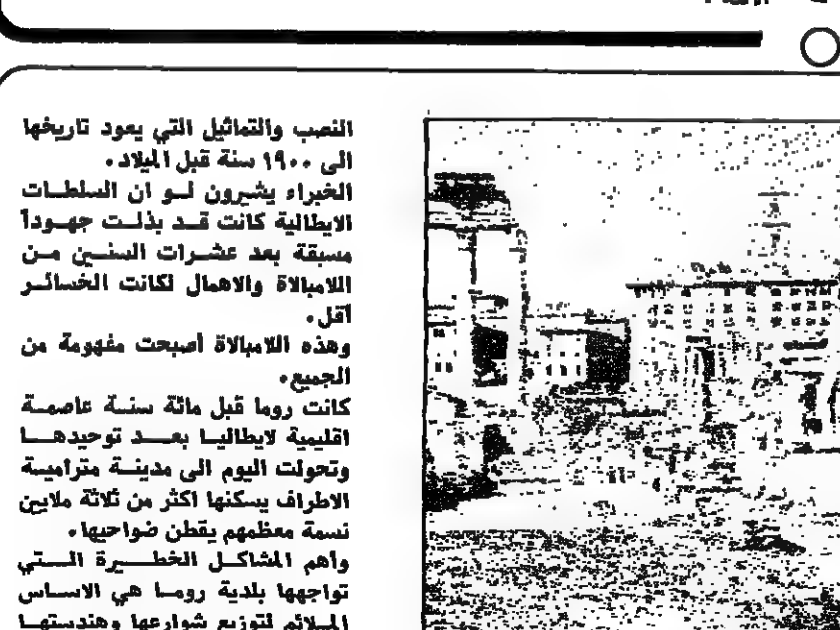 النصب والتماثيل التي يعود تاريخها
الى ١٩٠٠ سنة قبل الميلاد.
الخبراء يشيرون لو ان السلطات
الايطالية كانت قد بذلت جهوداً
مسبقة بعد عشرات السنين من
اللامبالاة والاهمال لكانت الخسائر
أقل.
وهذه اللامبالاة أصبحت مفهومة من
الجميع.
كانت روما قبل مائة سنة عاصمة
اقليمية لايطاليا بعد توحيدها
وتحولت اليوم الى مدينة مترامية
الاطراف يسكنها اكثر من ثلاثة ملايين
نسمة معظمهم يقطن ضواحيها.
وأهم المشاكل الخطيرة التي
تواجهها بلدية روما هي الاساس
الملائم لتوزيع شوارعها وهندستها